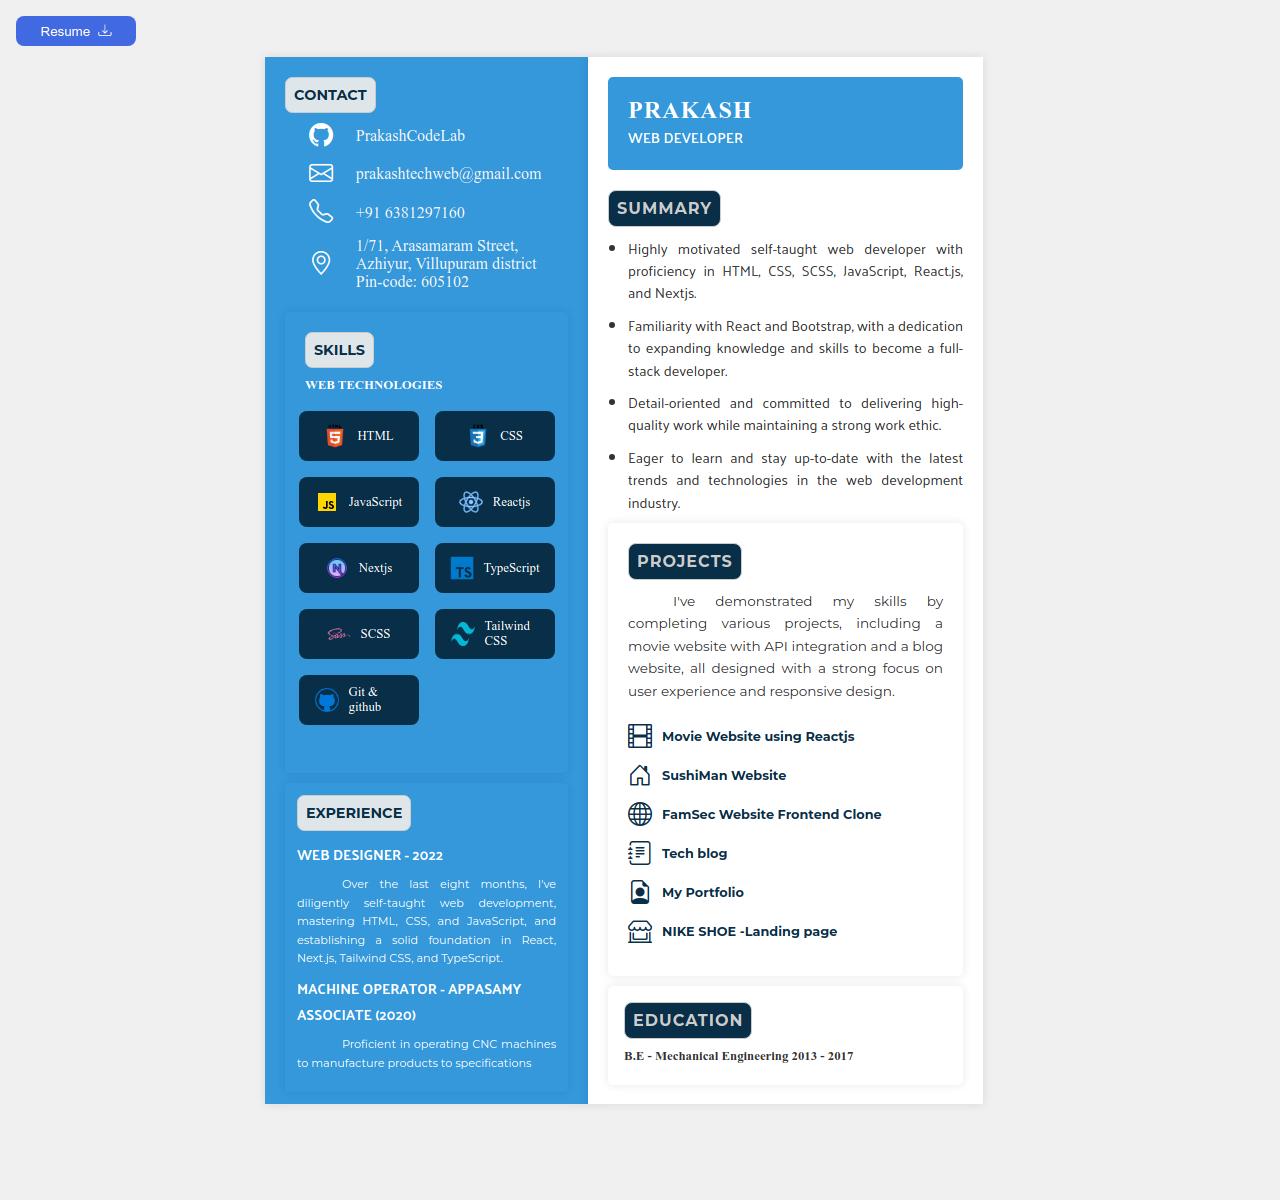 Resume
CONTACT
PrakashCodeLab
prakashtechweb@gmail.com
+91 6381297160
1/71, Arasamaram Street,
Azhiyur, Villupuram district
Pin-code: 605102
SKILLS
WEB TECHNOLOGIES
HTML
CSS
JavaScript
Reactjs
Nextjs
TypeScript
SCSS
Tailwind
CSS
Git &
github
EXPERIENCE
WEB DESIGNER - 2022
Over the last eight months, I've
diligently self-taught web development,
mastering HTML, CSS, and JavaScript, and
establishing a solid foundation in React,
Next.js, Tailwind CSS, and TypeScript.
MACHINE OPERATOR - APPASAMY
ASSOCIATE (2020)
Proficient in operating CNC machines
to manufacture products to specifications
PRAKASH
WEB DEVELOPER
SUMMARY
Highly motivated self-taught web developer with
proficiency in HTML, CSS, SCSS, JavaScript, React.js,
and Nextjs.
Familiarity with React and Bootstrap, with a dedication
to expanding knowledge and skills to become a full-
stack developer.
Detail-oriented and committed to delivering high-
quality work while maintaining a strong work ethic.
Eager to learn and stay up-to-date with the latest
trends and technologies in the web development
industry.
PROJECTS
I've demonstrated my skills by
completing various projects, including a
movie website with API integration and a blog
website, all designed with a strong focus on
user experience and responsive design.
Movie Website using Reactjs
SushiMan Website
FamSec Website Frontend Clone
Tech blog
My Portfolio
NIKE SHOE -Landing page
EDUCATION
B.E - Mechanical Engineering 2013 - 2017